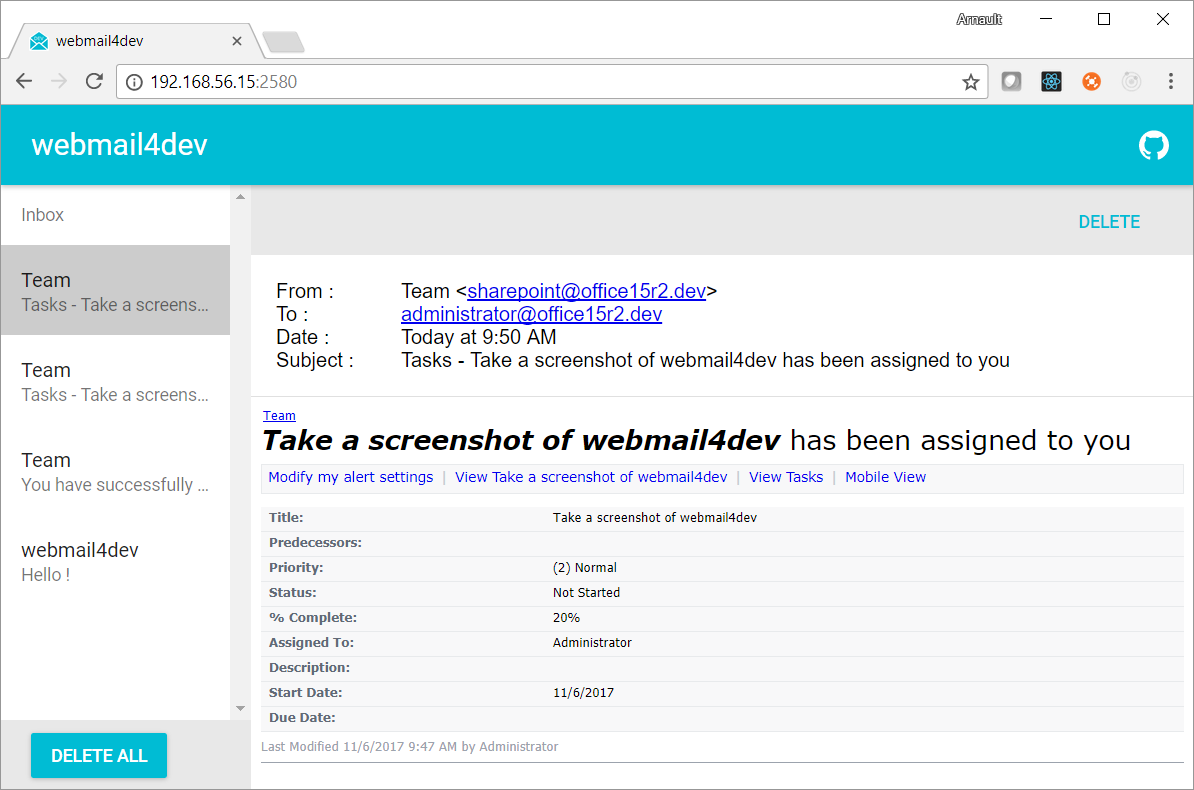 Arnault
webmail4dev
192.168.56.15:2580
webmail4dev
Inbox
Team
Tasks - Take a screens...
Team
Tasks - Take a screens...
Team
You have successfully ...
webmail4dev
Hello !
DELETE ALL
DELETE
From : Team <sharepoint@office15r2.dev>
To : administrator@office15r2.dev
Date : Today at 9:50 AM
Subject : Tasks - Take a screenshot of webmail4dev has been assigned to you
Team
Take a screenshot of webmail4dev has been assigned to you
Modify my alert settings | View Take a screenshot of webmail4dev | View Tasks | Mobile View
Title: Take a screenshot of webmail4dev
Predecessors:
Priority: (2) Normal
Status: Not Started
% Complete: 20%
Assigned To: Administrator
Description:
Start Date: 11/6/2017
Due Date:
Last Modified 11/6/2017 9:47 AM by Administrator